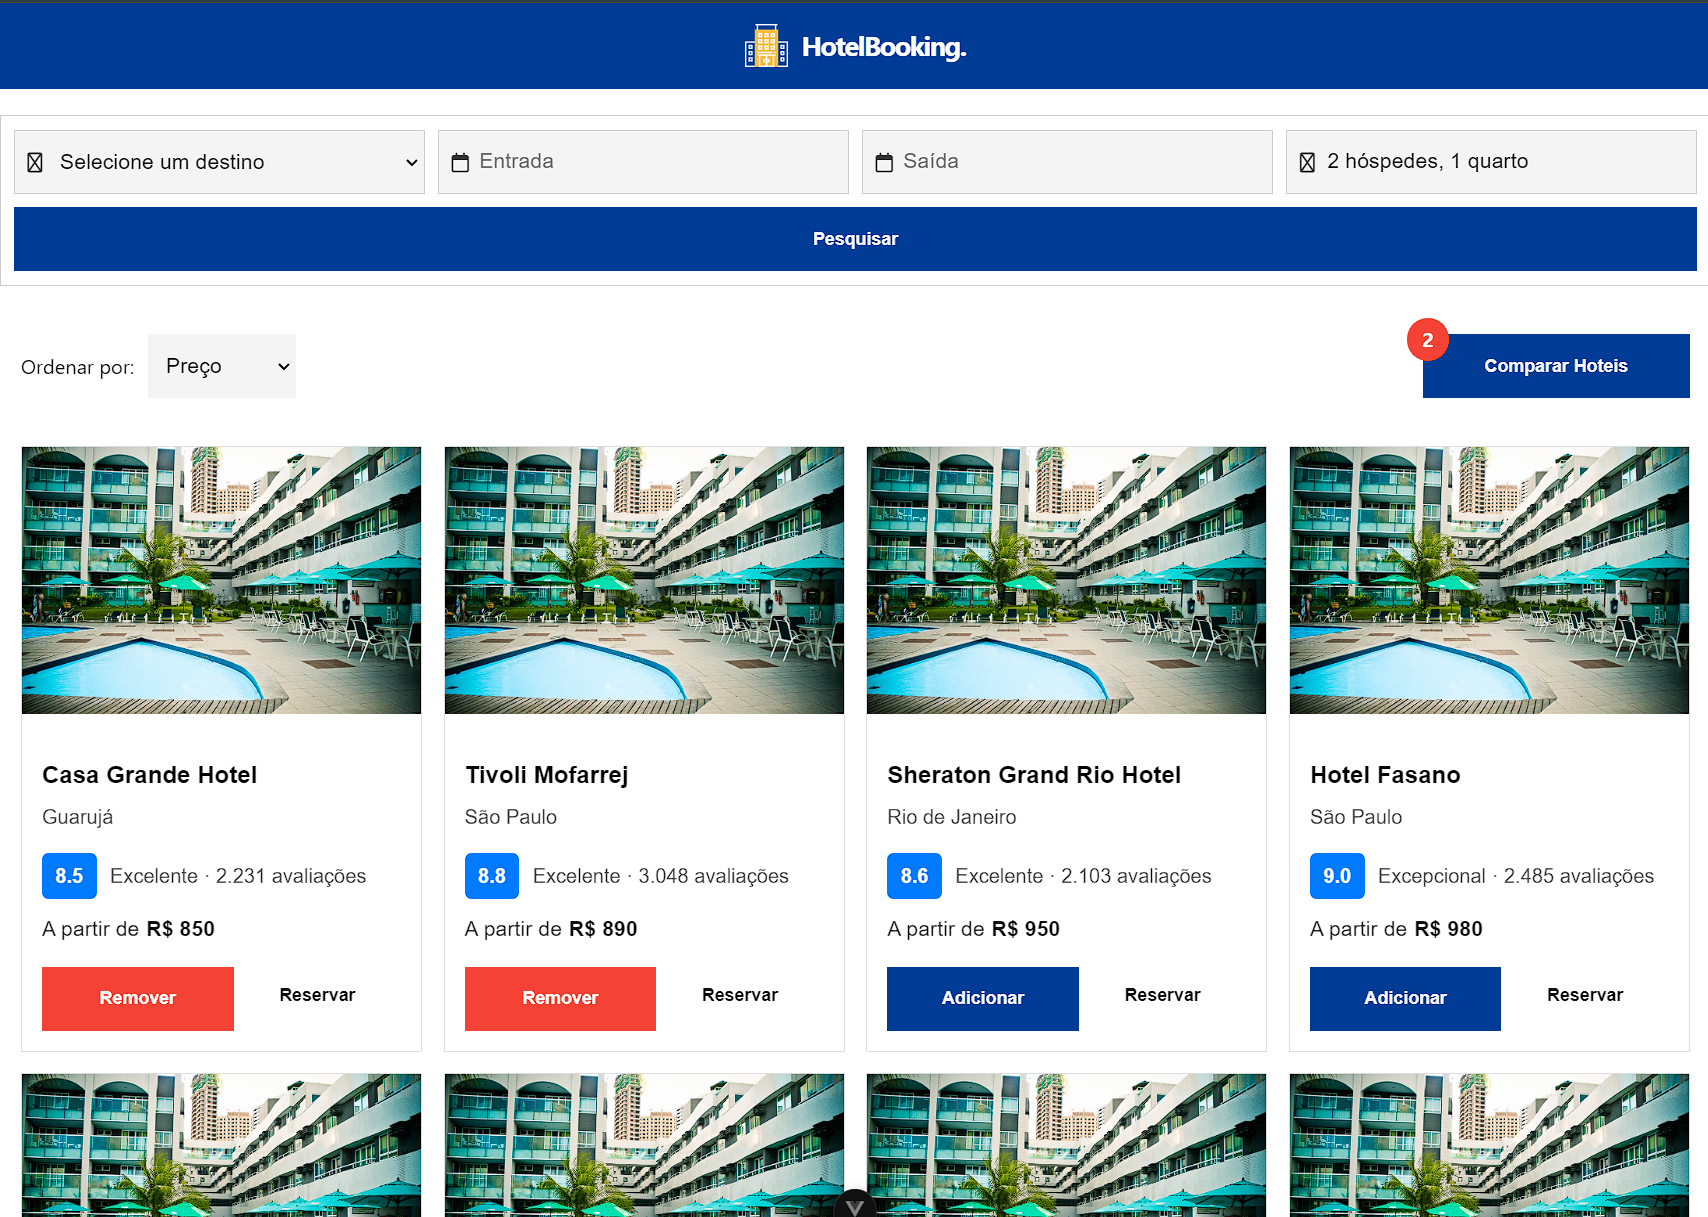 HotelBooking.
Selecione um destino
Entrada
Saída
2 hóspedes, 1 quarto
Pesquisar
Ordenar por:
Preço
2
Comparar Hoteis
Casa Grande Hotel
Guarujá
8.5 Excelente · 2.231 avaliações
A partir de R$ 850
Remover
Reservar
Tivoli Mofarrej
São Paulo
8.8 Excelente · 3.048 avaliações
A partir de R$ 890
Remover
Reservar
Sheraton Grand Rio Hotel
Rio de Janeiro
8.6 Excelente · 2.103 avaliações
A partir de R$ 950
Adicionar
Reservar
Hotel Fasano
São Paulo
9.0 Excepcional · 2.485 avaliações
A partir de R$ 980
Adicionar
Reservar